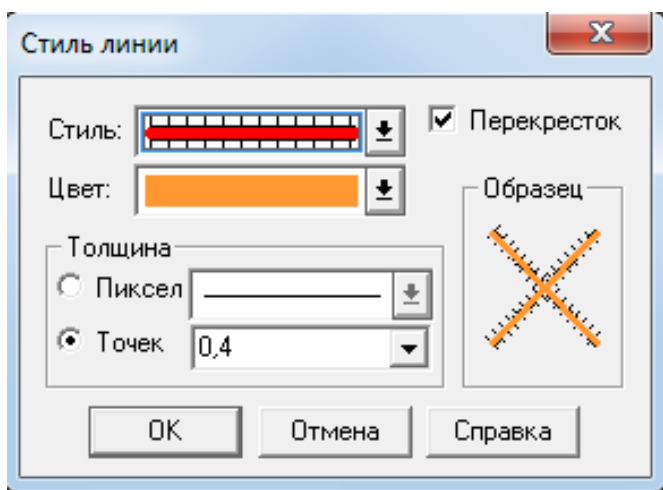 Стиль линии
Стиль:
Перекресток
Цвет:
Образец
Толщина
Пиксел
Точек 0,4
OK Отмена Справка